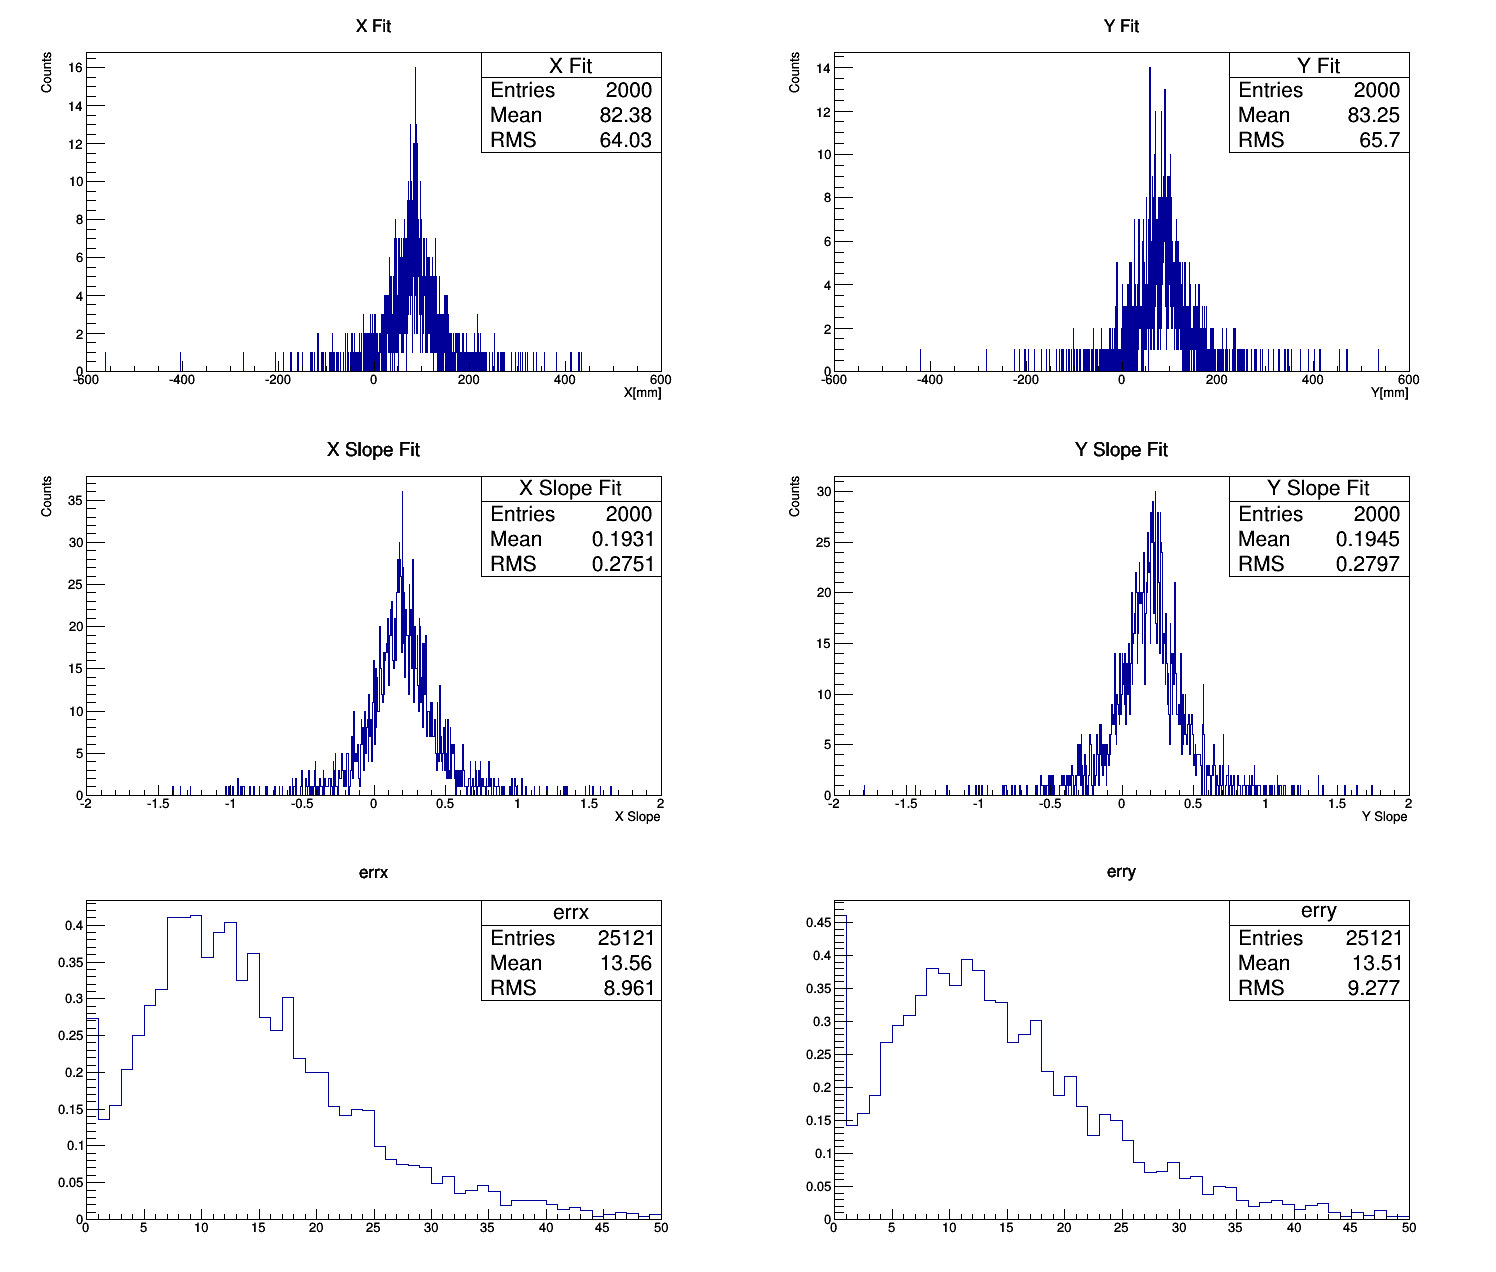 X Fit
Counts
X Fit
Entries 2000
Mean 82.38
RMS 64.03
16
14
12
10
8
6
4
2
0
-600 -400 -200 0 200 400 600
X[mm]
Y Fit
Counts
Y Fit
Entries 2000
Mean 83.25
RMS 65.7
14
12
10
8
6
4
2
0
-600 -400 -200 0 200 400 600
Y[mm]
X Slope Fit
Counts
X Slope Fit
Entries 2000
Mean 0.1931
RMS 0.2751
35
30
25
20
15
10
5
0
-2 -1.5 -1 -0.5 0 0.5 1 1.5 2
X Slope
Y Slope Fit
Counts
Y Slope Fit
Entries 2000
Mean 0.1945
RMS 0.2797
30
25
20
15
10
5
0
-2 -1.5 -1 -0.5 0 0.5 1 1.5 2
Y Slope
errx
errx
Entries 25121
Mean 13.56
RMS 8.961
0.4
0.35
0.3
0.25
0.2
0.15
0.1
0.05
0
0 5 10 15 20 25 30 35 40 45 50
erry
erry
Entries 25121
Mean 13.51
RMS 9.277
0.45
0.4
0.35
0.3
0.25
0.2
0.15
0.1
0.05
0
0 5 10 15 20 25 30 35 40 45 50